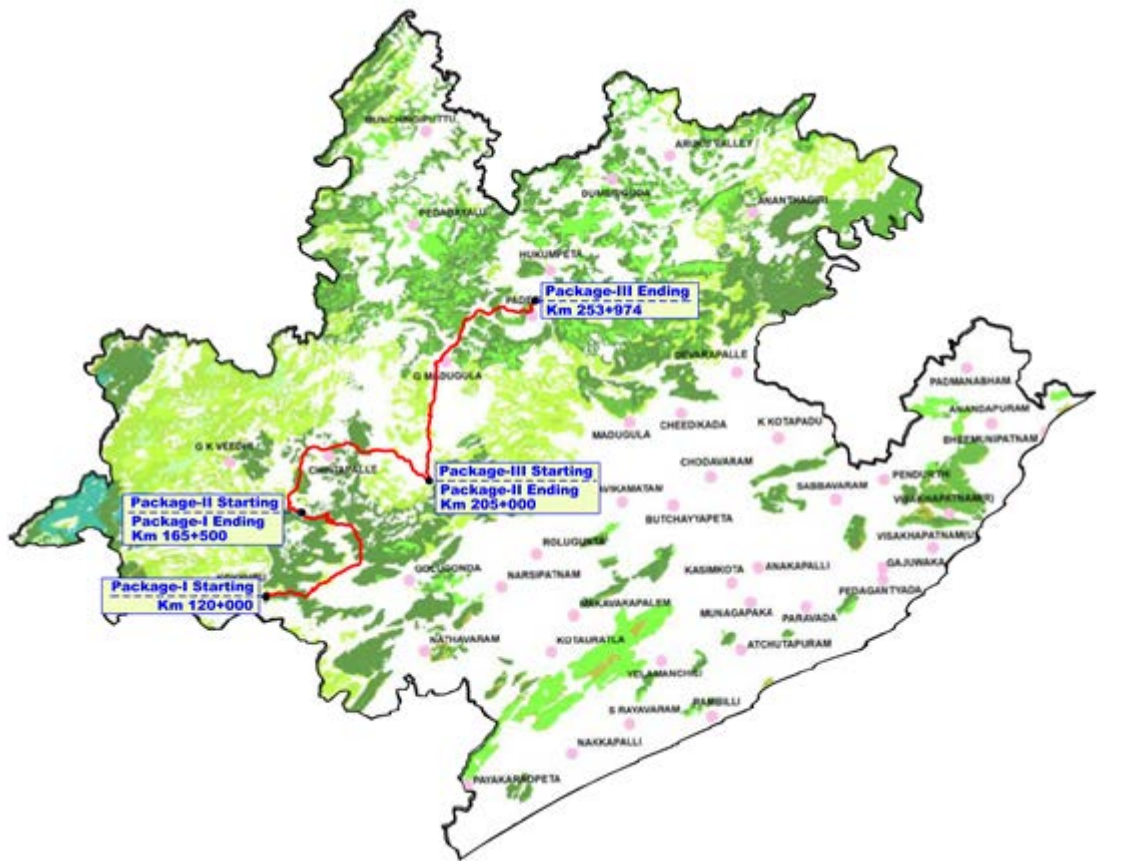 MUNCHINGIPUTTU
ARUKU VALLEY
DUMBRIGUDA
ANANTHAGIRI
PEDABAYALU
HUKUMPETA
Package-III Ending
Km 253+974
DEVARAPALLE
G MADUGULA
PADMANABHAM
ANANDAPURAM
BHEEMUNIPATNAM
MADUGULA
CHEEDIKADA
K KOTAPADU
G K VEEDHI
CHINTAPALLE
CHODAVARAM
PENDURTHI
SABBAVARAM
Package-III Starting
Package-II Ending
Km 205+000
VISAKHAPATNAM(R)
Package-II Starting
Package-I Ending
Km 165+500
BUTCHAYYAPETA
VISAKHAPATNAM(U)
ROLUGUNTA
GOLUGONDA
NARSIPATNAM
KASIMKOTA
ANAKAPALLI
GAJUWAKA
PEDAGANTYADA
Package-I Starting
Km 120+000
MAKAVAKAPALEM
MUNAGAPAKA
PARAVADA
NATHAVARAM
KOTAURATLA
ATCHUTAPURAM
YELAMANCHILI
S RAYAVARAM
RAMBILLI
NAKKAPALLI
PAYAKARAOPETA